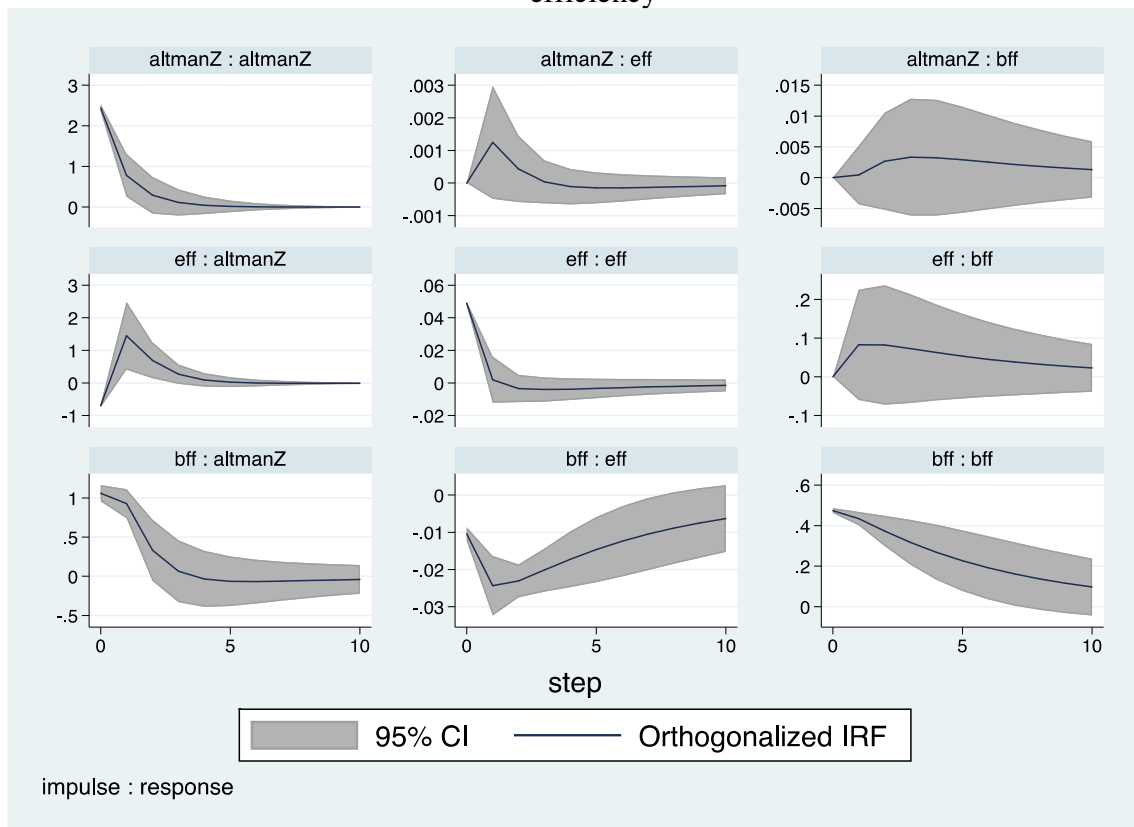 efficiency
altmanZ : altmanZ
altmanZ : eff
altmanZ : bff
3
2
1
0
.003
.002
.001
0
-.001
.015
.01
.005
0
-.005
eff : altmanZ
eff : eff
eff : bff
3
2
1
0
-1
.06
.04
.02
0
-.02
.2
.1
0
-.1
bff : altmanZ
bff : eff
bff : bff
1
.5
0
-.5
0
-.01
-.02
-.03
.6
.4
.2
0
0 5 10
0 5 10
0 5 10
step
95% CI
Orthogonalized IRF
impulse : response